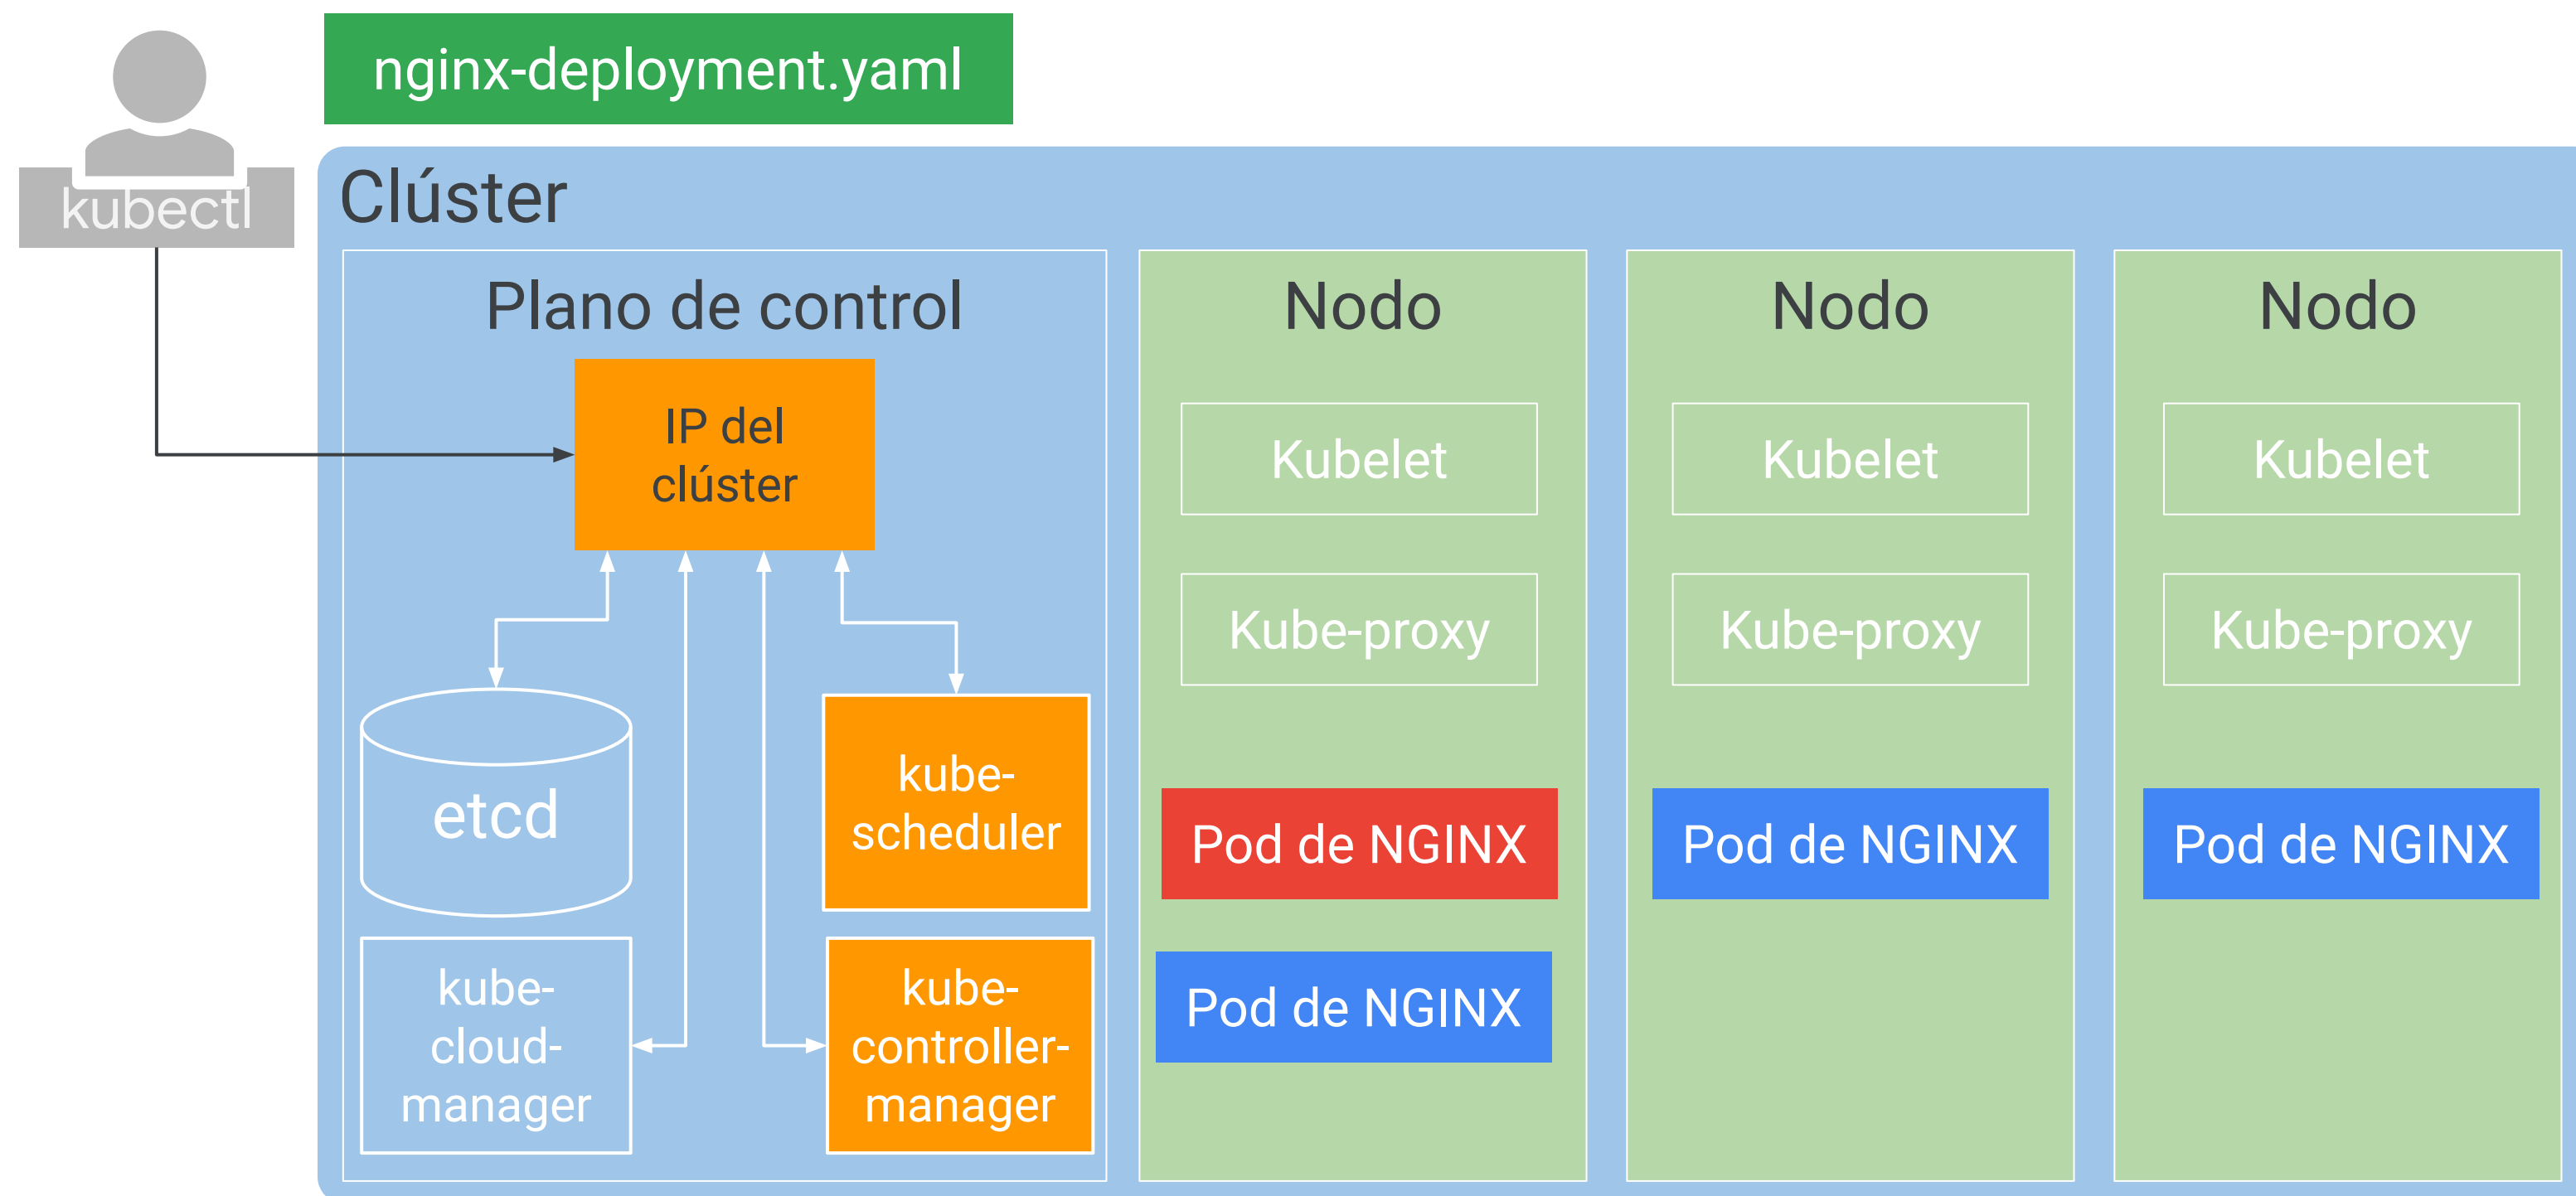 nginx-deployment.yaml
kubectl
Clúster
Plano de control
IP del
clúster
etcd
kube-
scheduler
kube-
cloud-
manager
kube-
controller-
manager
Nodo
Kubelet
Kube-proxy
Pod de NGINX
Pod de NGINX
Nodo
Kubelet
Kube-proxy
Pod de NGINX
Nodo
Kubelet
Kube-proxy
Pod de NGINX